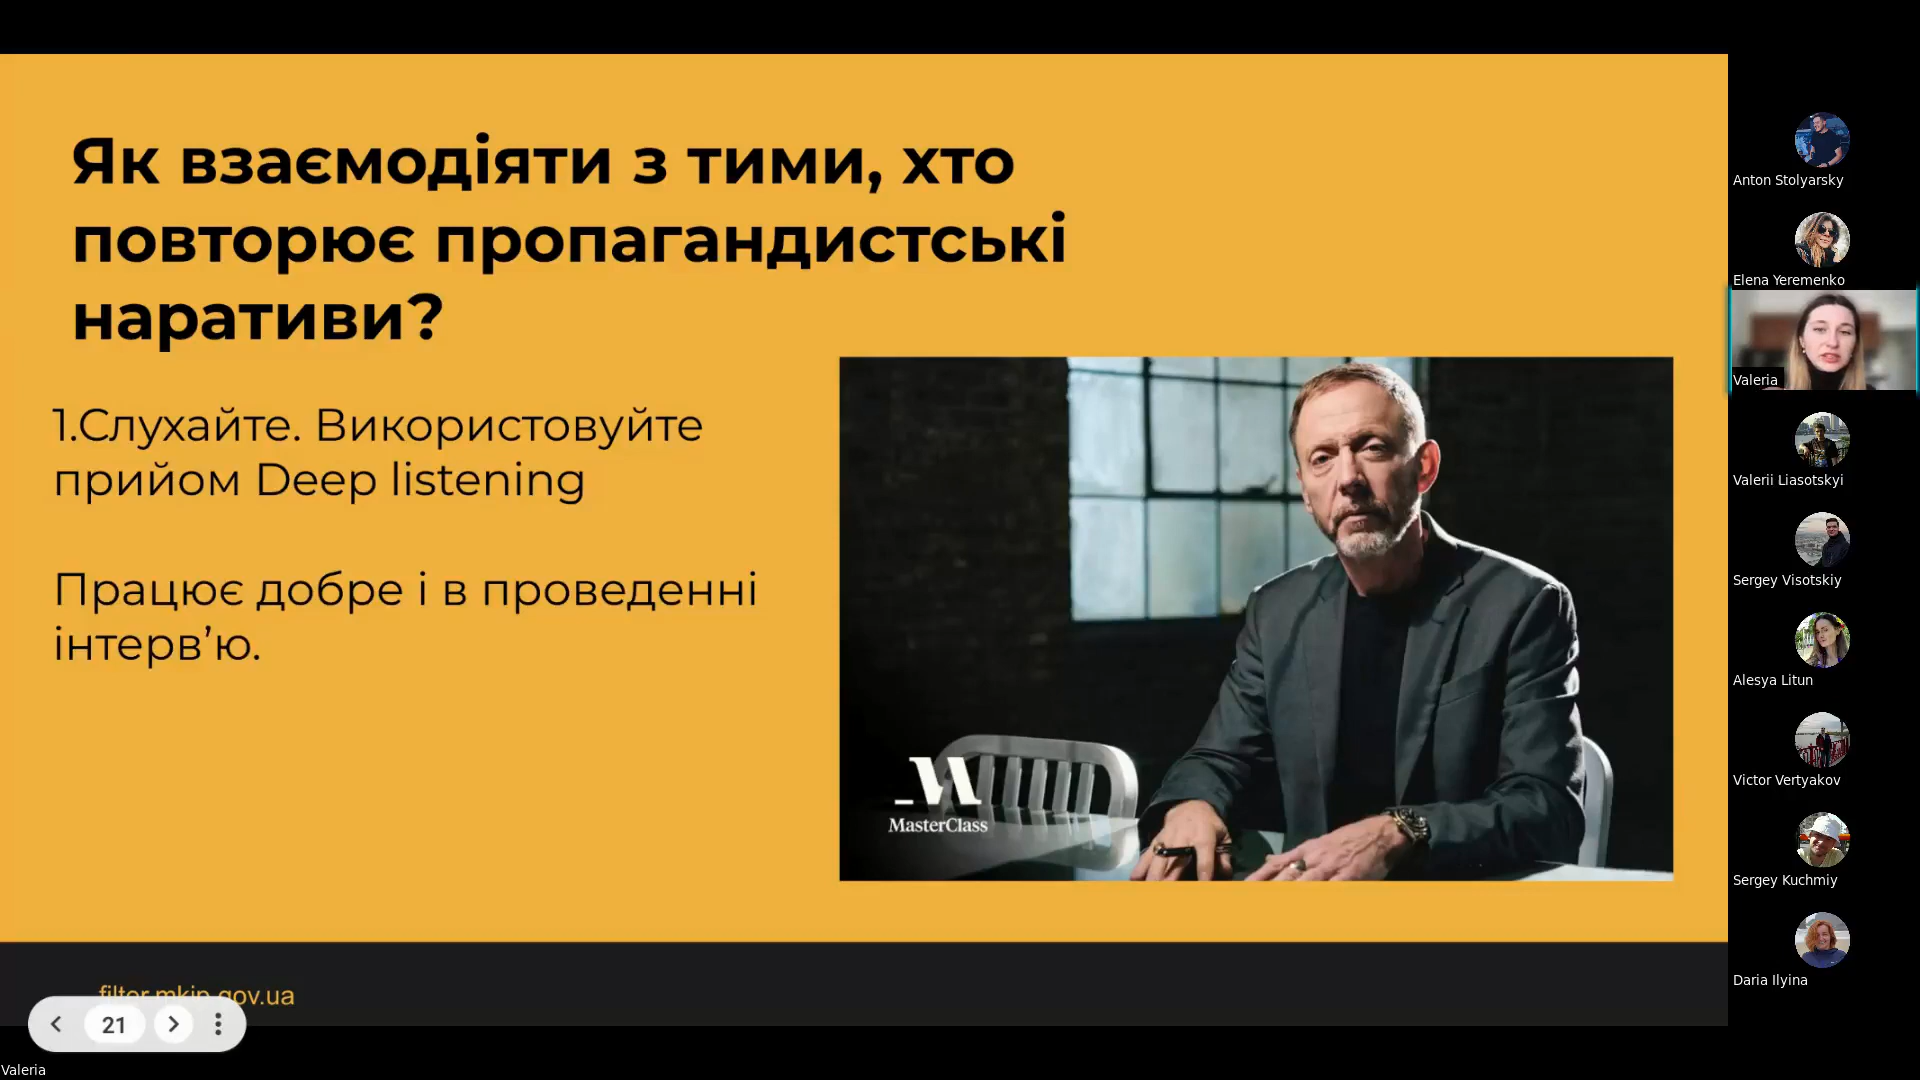 Як взаємодіяти з тими, хто
повторює пропагандистські
наративи?
1.Слухайте. Використовуйте
прийом Deep listening
Працює добре і в проведенні
інтерв’ю.
MasterClass
filter.mkip.gov.ua
21
Valeria
Anton Stolyarsky
Elena Yeremenko
Valeria
Valerii Liasotskyi
Sergey Visotskiy
Alesya Litun
Victor Vertyakov
Sergey Kuchmiy
Daria Ilyina